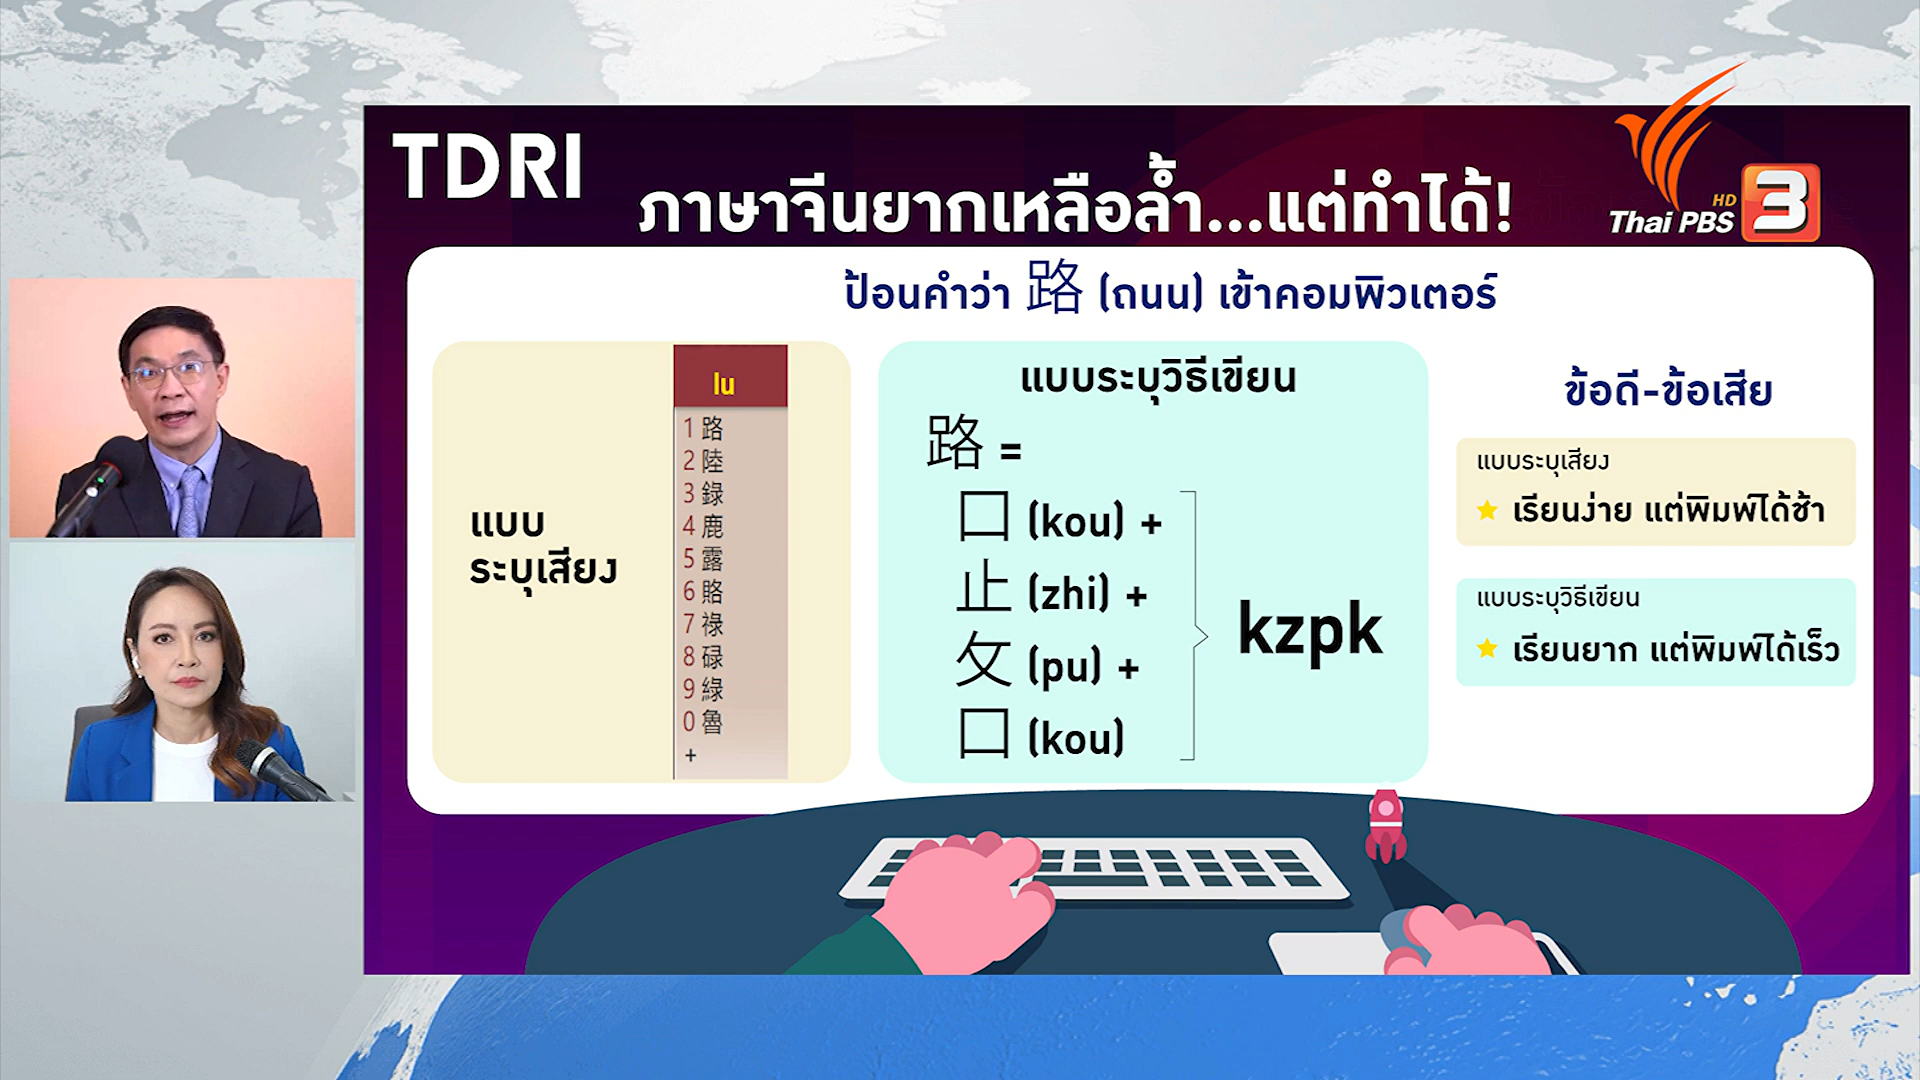 TDRI
ภาษาจีนยากเหลือล้ำ...แต่ทำได้!
HD
Thai PBS 3
ป้อนคำว่า 路 (ถนน) เข้าคอมพิวเตอร์
แบบ
ระบุเสียง
lu
1 路
2 陸
3 錄
4 鹿
5 露
6 賂
7 祿
8 碌
9 綠
0 魯
+
แบบระบุวิธีเขียน
路 =
口 (kou) +
止 (zhi) +
攵 (pu) +
口 (kou)
kzpk
ข้อดี-ข้อเสีย
แบบระบุเสียง
เรียนง่าย แต่พิมพ์ได้ช้า
แบบระบุวิธีเขียน
เรียนยาก แต่พิมพ์ได้เร็ว